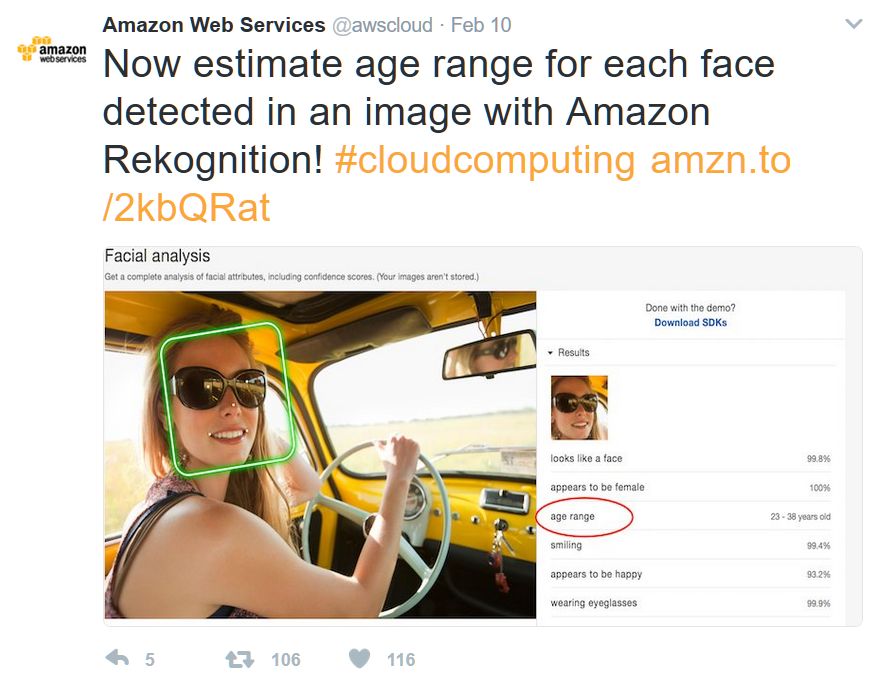 Amazon Web Services @awscloud · Feb 10
amazon
webservices
Now estimate age range for each face
detected in an image with Amazon
Rekognition! #cloudcomputing amzn.to
/2kbQRat
Facial analysis
Get a complete analysis of facial attributes, including confidence scores. (Your images aren't stored.)
Done with the demo?
Download SDKs
Results
looks like a face 99.8%
appears to be female 100%
age range 23 - 38 years old
smiling 99.4%
appears to be happy 93.2%
wearing eyeglasses 99.9%
5 106 116